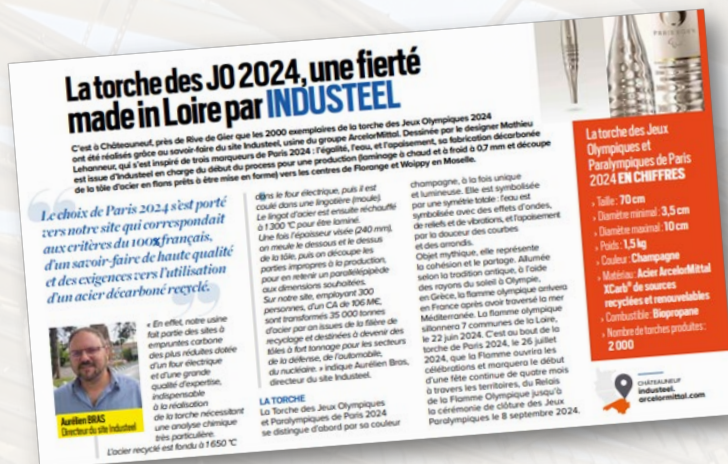 La torche des JO 2024, une fierté
made in Loire par INDUSTEEL
C'est à Châteauneuf, près de Rive de Gier que les 2000 exemplaires de la torche des Jeux Olympiques 2024
ont été réalisés grâce au savoir-faire du site Industeel, usine du groupe ArcelorMittal. Dessinée par le designer Mathieu
Lehanneur, qui s'est inspiré de trois marqueurs de Paris 2024 : l'égalité, l'eau, et l'apaisement, sa fabrication décarbonée
est issue d'Industeel en charge du début du process pour une production (laminage à chaud et à froid à 0,7 mm et découpe
de la tôle d'acier en flans prêts à être mise en forme) vers les centres de Florange et Woippy en Moselle.
Le choix de Paris 2024 s'est porté
vers notre site qui correspondait
aux critères du 100% français,
d'un savoir-faire de haute qualité
et des exigences vers l'utilisation
d'un acier décarboné recyclé.
Aurélien BRAS
Directeur du site Industeel
« En effet, notre usine
fait partie des sites à
empruntes carbone
des plus réduites dotée
d'un four électrique
et d'une grande
qualité d'expertise,
indispensable
à la réalisation
de la torche nécessitant
une analyse chimique
très particulière.
L'acier recyclé est fondu à 1 650 °C
dans le four électrique, puis il est
coulé dans une lingotière (moule).
Le lingot d'acier est ensuite réchauffé
à 1 300 °C pour être laminé.
Une fois l'épaisseur visée (240 mm),
on meule le dessous et le dessus
de la tôle, puis on découpe les
parties impropres à la production,
pour en retenir un parallélépipède
aux dimensions souhaitées.
Sur notre site, employant 300
personnes, d'un CA de 106 M€,
sont transformés 35 000 tonnes
d'acier par an issues de la filière de
recyclage et destinées à devenir des
tôles à fort tonnage pour les secteurs
de la défense, de l'automobile,
du nucléaire. » indique Aurélien Bras,
directeur du site Industeel.
LA TORCHE
La Torche des Jeux Olympiques
et Paralympiques de Paris 2024
se distingue d'abord par sa couleur
champagne, à la fois unique
et lumineuse. Elle est symbolisée
par une symétrie totale : l'eau est
symbolisée avec des effets d'ondes,
de reliefs et de vibrations, et l'apaisement
par la douceur des courbes
et des arrondis.
Objet mythique, elle représente
la cohésion et le partage. Allumée
selon la tradition antique, à l'aide
des rayons du soleil à Olympie,
en Grèce, la flamme olympique arrivera
en France après avoir traversé la mer
Méditerranée. La flamme olympique
sillonnera 7 communes de la Loire,
le 22 juin 2024. C'est au bout de la
torche de Paris 2024, le 26 juillet
2024, que la Flamme ouvrira les
célébrations et marquera le début
d'une fête continue de quatre mois
à travers les territoires, du Relais
de la Flamme Olympique jusqu'à
la cérémonie de clôture des Jeux
Paralympiques le 8 septembre 2024.
PARIS 2024
La torche des Jeux
Olympiques et
Paralympiques de Paris
2024 EN CHIFFRES
› Taille : 70 cm
› Diamètre minimal : 3,5 cm
› Diamètre maximal : 10 cm
› Poids : 1,5 kg
› Couleur : Champagne
› Matériau : Acier ArcelorMittal
XCarb® de sources
recyclées et renouvelables
› Combustible : Biopropane
› Nombre de torches produites :
2 000
CHÂTEAUNEUF
industeel.
arcelormittal.com